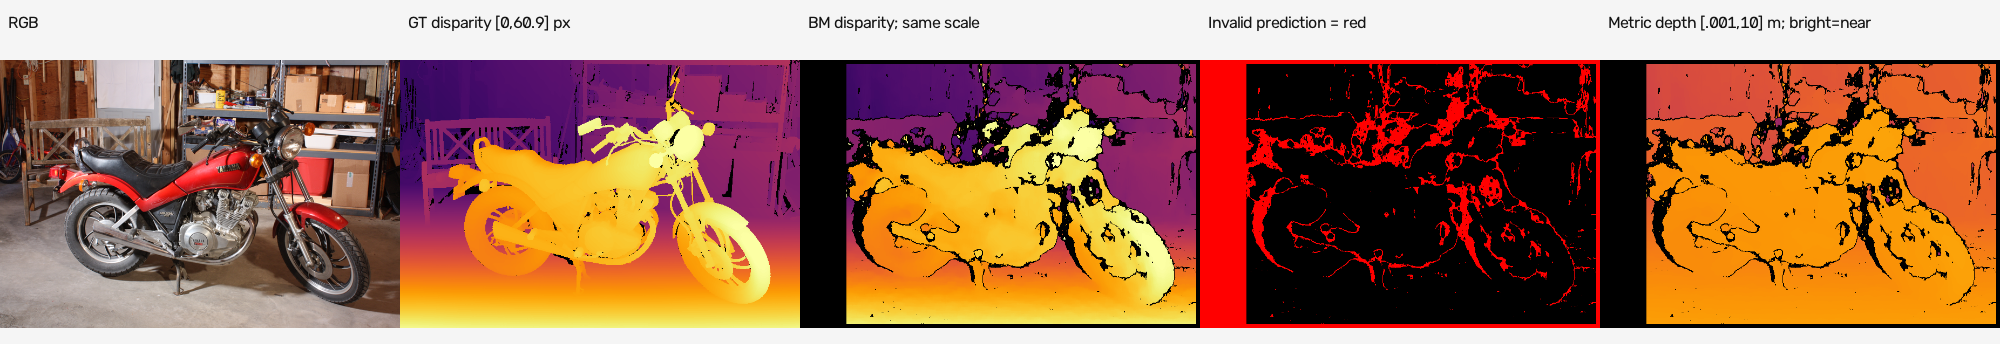 RGB
GT disparity [0,60.9] px
BM disparity; same scale
Invalid prediction = red
Metric depth [.001,10] m; bright=near